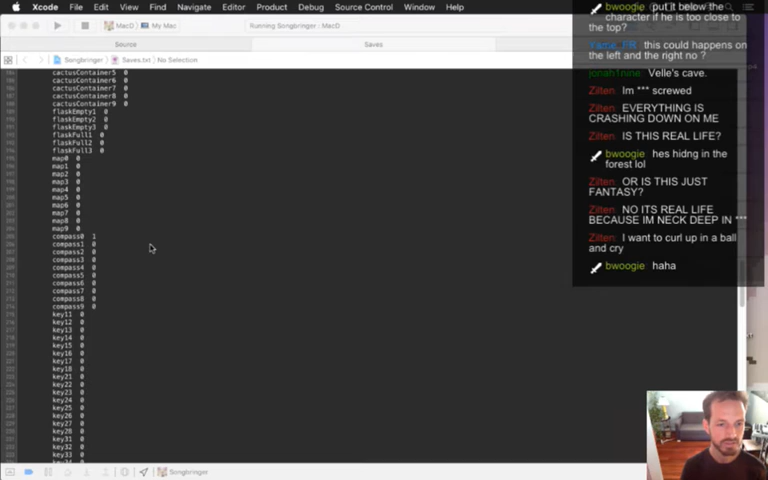 Xcode File Edit View Find Navigate Editor Product Debug Source Control Window Help
MacD My Mac Running Songbringer : MacD
Source Saves
Songbringer Saves.txt No Selection
cactusContainer5 0
cactusContainer6 0
cactusContainer7 0
cactusContainer8 0
cactusContainer9 0
flaskEmpty1 0
flaskEmpty2 0
flaskEmpty3 0
flaskFull1 0
flaskFull2 0
flaskFull3 0
map0 0
map1 0
map2 0
map3 0
map4 0
map5 0
map6 0
map7 0
map8 0
map9 0
compass0 1
compass1 0
compass2 0
compass3 0
compass4 0
compass5 0
compass6 0
compass7 0
compass8 0
compass9 0
key11 0
key12 0
key13 0
key14 0
key15 0
key16 0
key17 0
key18 0
key21 0
key22 0
key23 0
key24 0
key25 0
key26 0
key27 0
key28 0
key31 0
key32 0
key33 0
Songbringer
bwoogie put it below the
character if he is too close to
the top?
this could happens on
the left and the right no ?
jonah1nine Velle's cave.
Zilten Im *** screwed
Zilten EVERYTHING IS
CRASHING DOWN ON ME
Zilten IS THIS REAL LIFE?
bwoogie hes hidng in the
forest lol
Zilten OR IS THIS JUST
FANTASY?
Zilten NO ITS REAL LIFE
BECAUSE IM NECK DEEP IN ***
Zilten I want to curl up in a ball
and cry
bwoogie haha